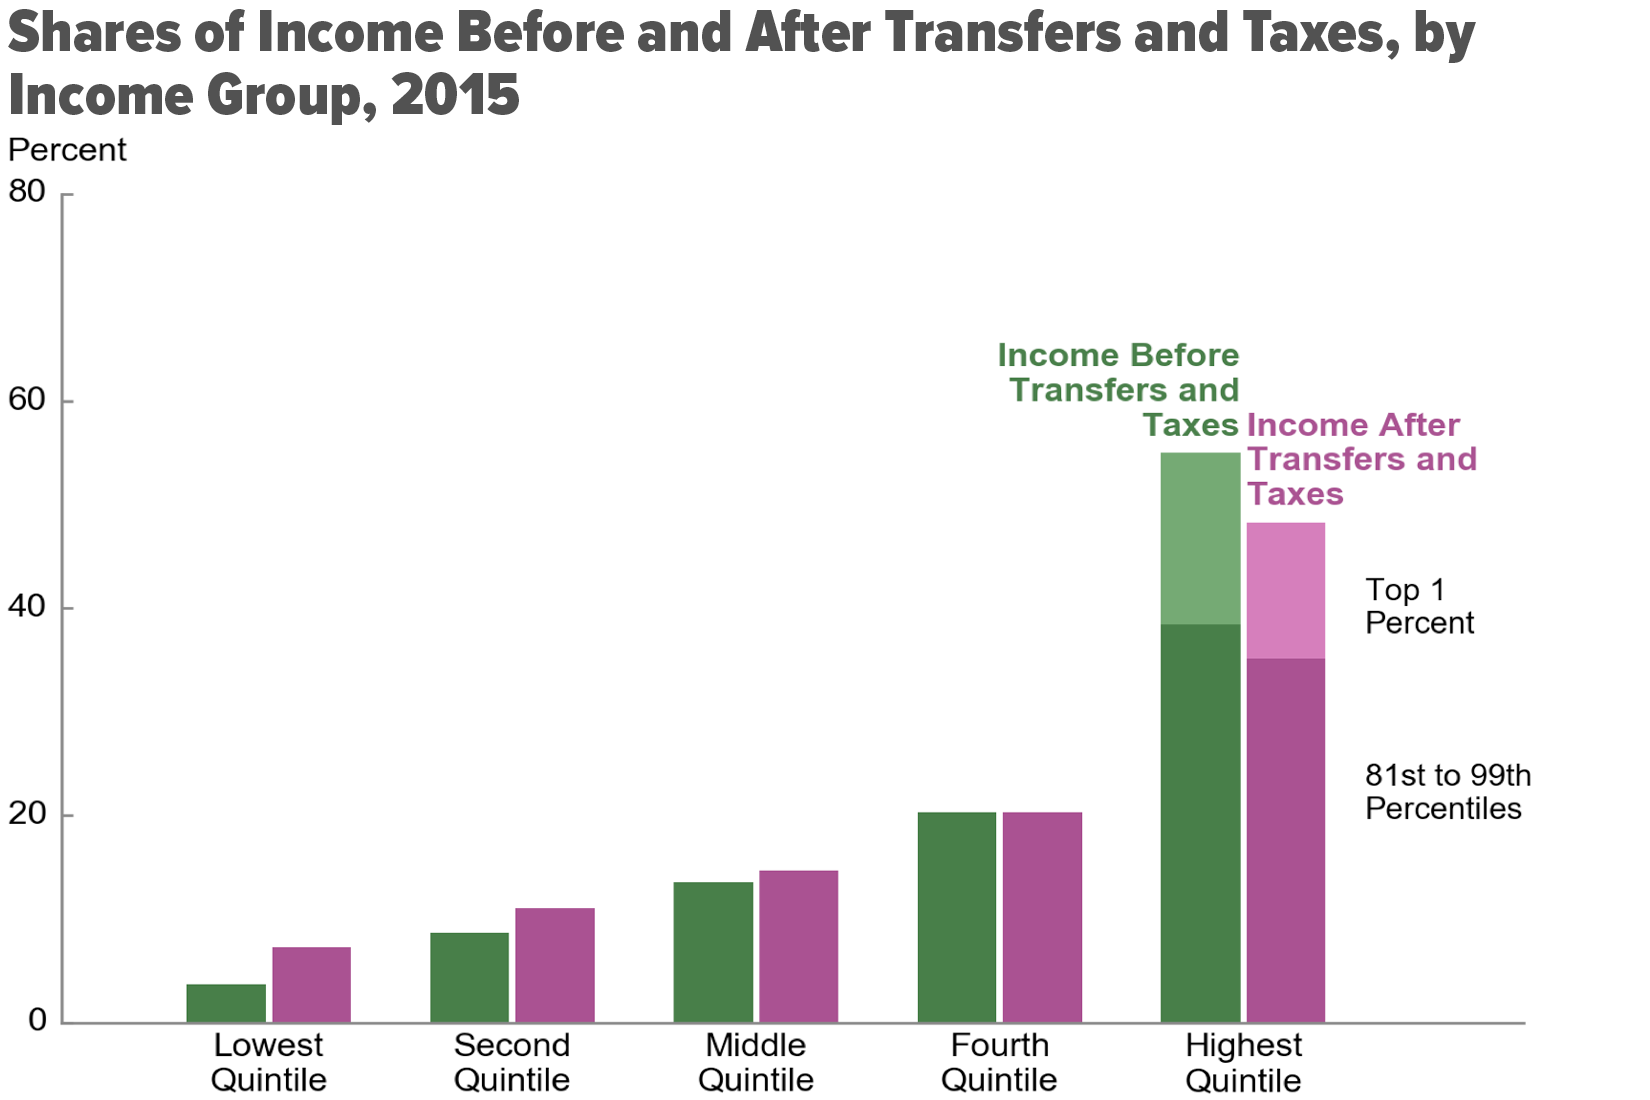 Shares of Income Before and After Transfers and Taxes, by
Income Group, 2015
Percent
80
60
40
20
0
Income Before
Transfers and
Taxes
Income After
Transfers and
Taxes
Top 1
Percent
81st to 99th
Percentiles
Lowest
Quintile
Second
Quintile
Middle
Quintile
Fourth
Quintile
Highest
Quintile